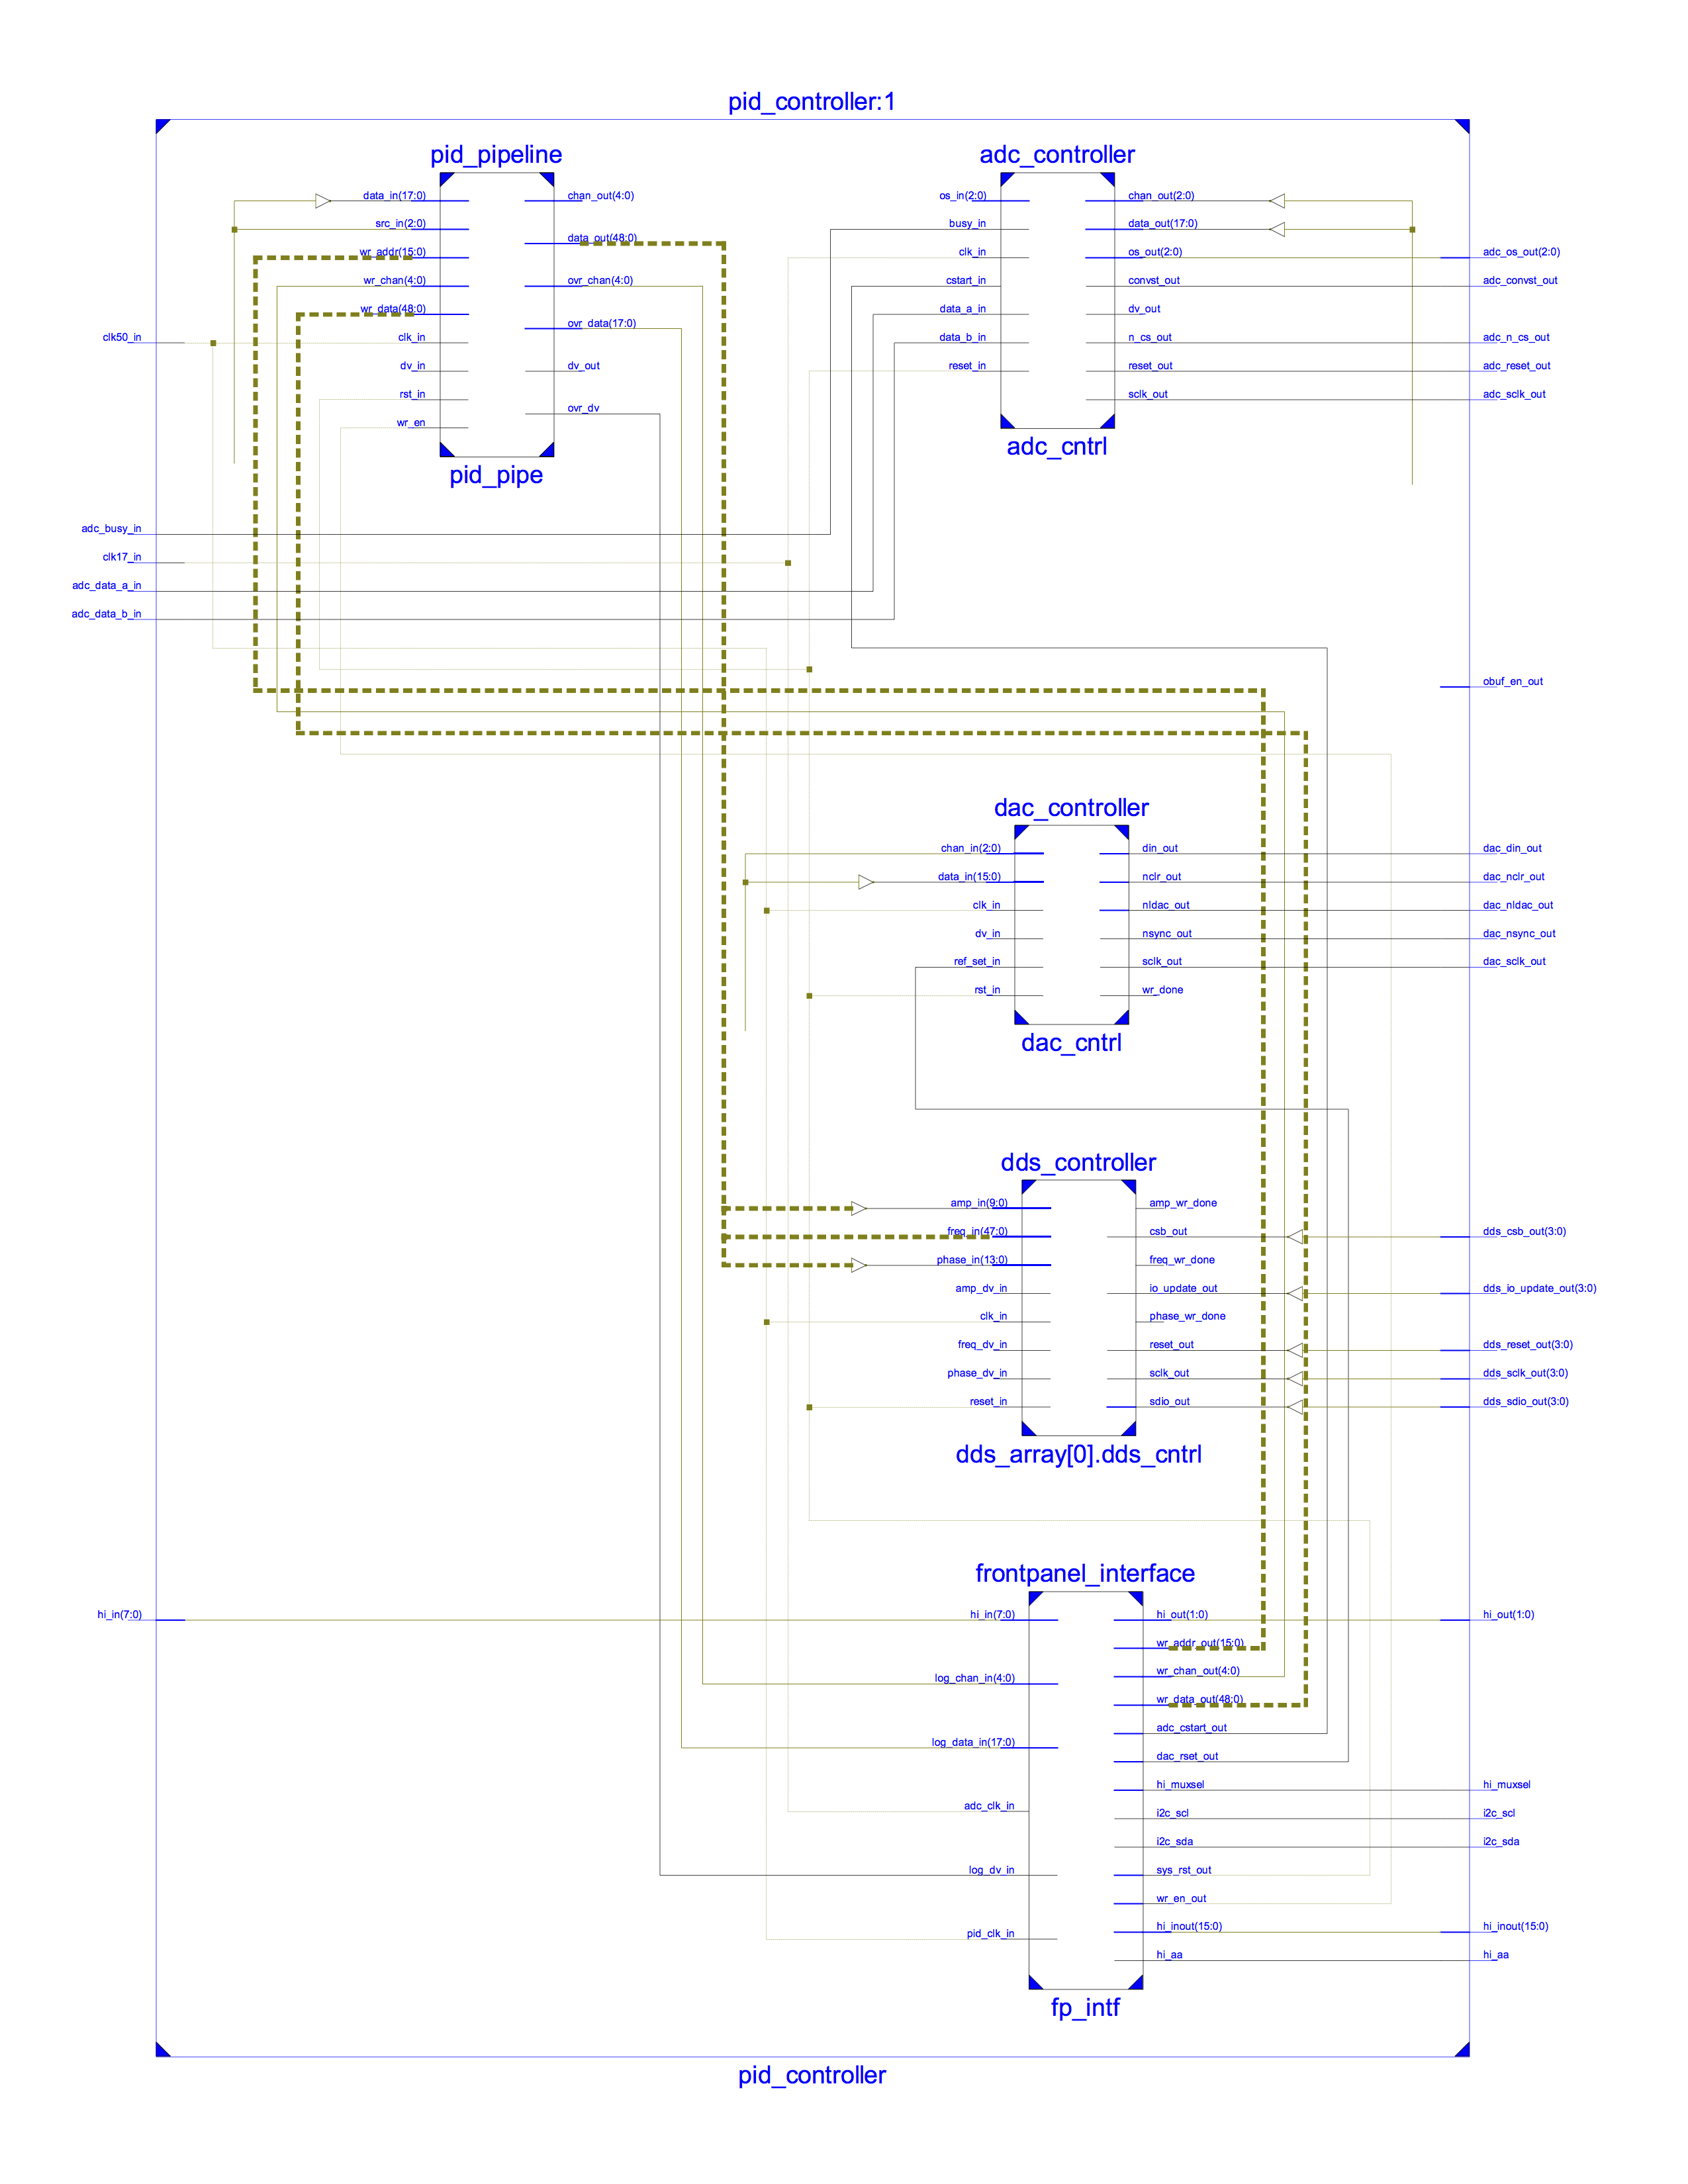 pid_controller:1
pid_pipeline
data_in(17:0)
src_in(2:0)
wr_addr(15:0)
wr_chan(4:0)
wr_data(48:0)
clk_in
dv_in
rst_in
wr_en
chan_out(4:0)
data_out(48:0)
ovr_chan(4:0)
ovr_data(17:0)
dv_out
ovr_dv
pid_pipe
adc_controller
os_in(2:0)
busy_in
clk_in
cstart_in
data_a_in
data_b_in
reset_in
chan_out(2:0)
data_out(17:0)
os_out(2:0)
convst_out
dv_out
n_cs_out
reset_out
sclk_out
adc_cntrl
adc_os_out(2:0)
adc_convst_out
adc_n_cs_out
adc_reset_out
adc_sclk_out
clk50_in
adc_busy_in
clk17_in
adc_data_a_in
adc_data_b_in
obuf_en_out
dac_controller
chan_in(2:0)
data_in(15:0)
clk_in
dv_in
ref_set_in
rst_in
din_out
nclr_out
nldac_out
nsync_out
sclk_out
wr_done
dac_cntrl
dac_din_out
dac_nclr_out
dac_nldac_out
dac_nsync_out
dac_sclk_out
dds_controller
amp_in(9:0)
freq_in(47:0)
phase_in(13:0)
amp_dv_in
clk_in
freq_dv_in
phase_dv_in
reset_in
amp_wr_done
csb_out
freq_wr_done
io_update_out
phase_wr_done
reset_out
sclk_out
sdio_out
dds_array[0].dds_cntrl
dds_csb_out(3:0)
dds_io_update_out(3:0)
dds_reset_out(3:0)
dds_sclk_out(3:0)
dds_sdio_out(3:0)
frontpanel_interface
hi_in(7:0)
hi_in(7:0)
log_chan_in(4:0)
log_data_in(17:0)
adc_clk_in
log_dv_in
pid_clk_in
hi_out(1:0)
wr_addr_out(15:0)
wr_chan_out(4:0)
wr_data_out(48:0)
adc_cstart_out
dac_rset_out
hi_muxsel
i2c_scl
i2c_sda
sys_rst_out
wr_en_out
hi_inout(15:0)
hi_aa
fp_intf
hi_out(1:0)
hi_muxsel
i2c_scl
i2c_sda
hi_inout(15:0)
hi_aa
pid_controller